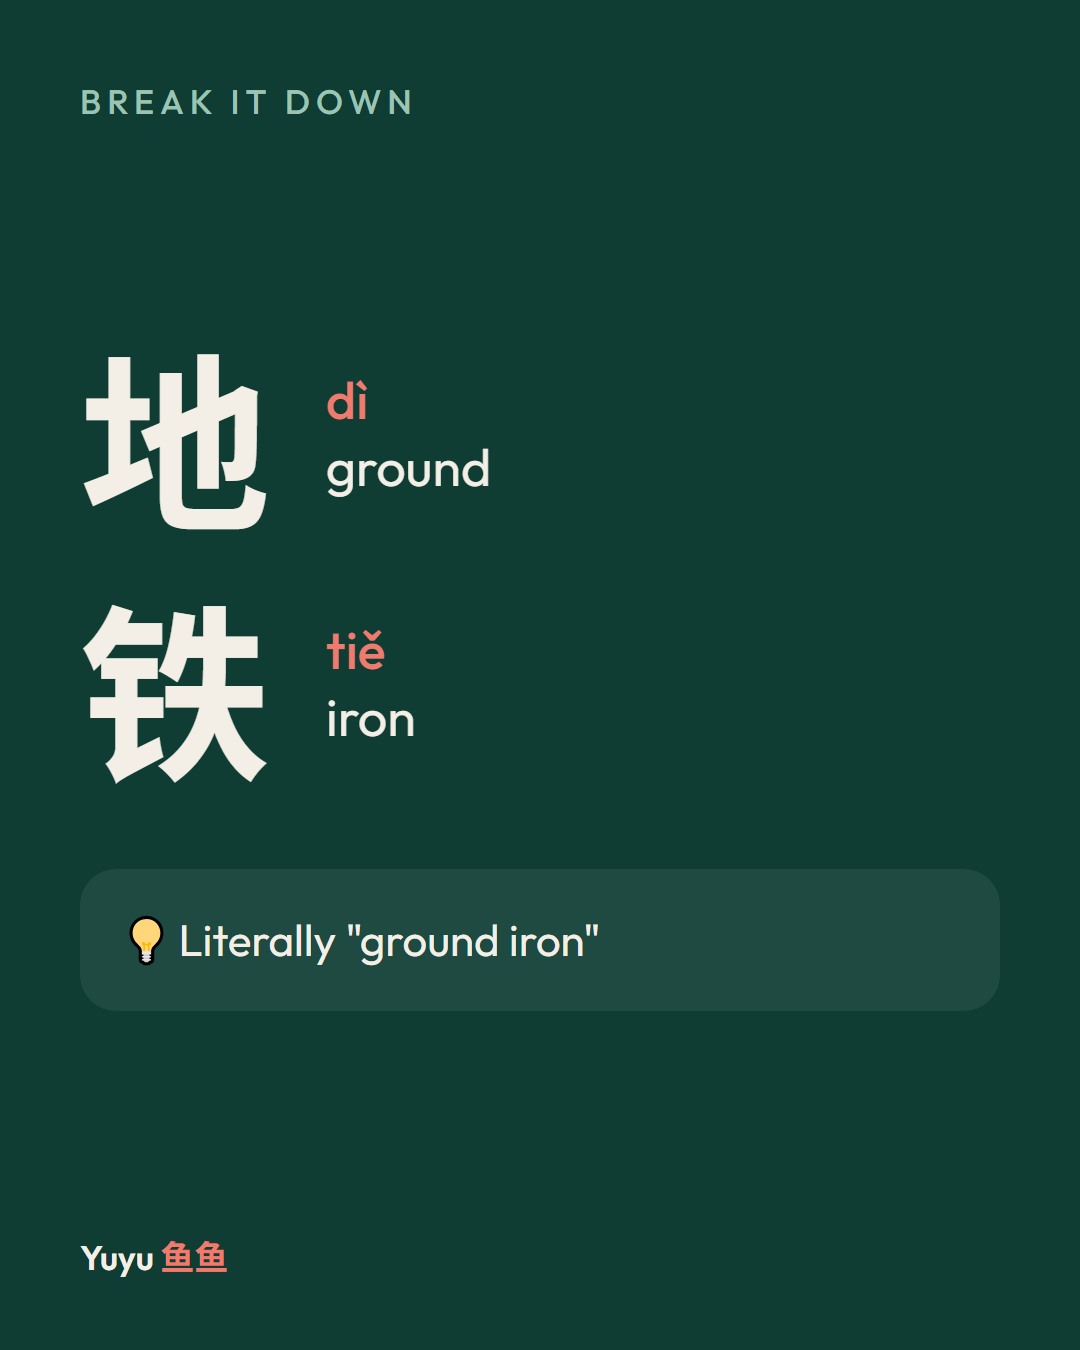 BREAK IT DOWN
地
dì
ground
铁
tiě
iron
💡 Literally "ground iron"
Yuyu 鱼鱼